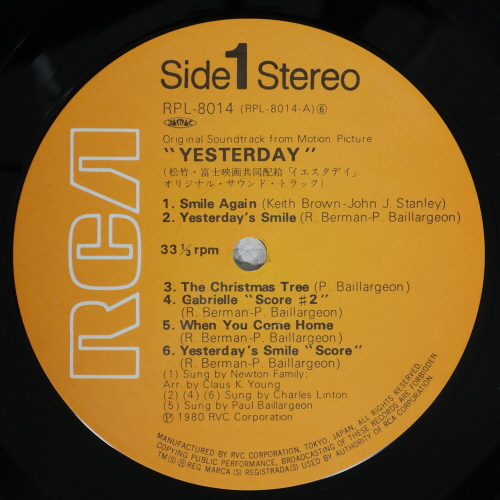 RCA
Side 1 Stereo
RPL-8014 (RPL-8014-A)⑥
JASRAC
Original Soundtrack from Motion Picture
"YESTERDAY"
(松竹・富士映画共同配給「イエスタデイ」
オリジナル・サウンド・トラック)
1. Smile Again (Keith Brown-John J. Stanley)
2. Yesterday's Smile (R. Berman-P. Baillargeon)
33 1/3 rpm
3. The Christmas Tree (P. Baillargeon)
4. Gabrielle "Score #2"
(R. Berman-P. Baillargeon)
5. When You Come Home
(R. Berman-P. Baillargeon)
6. Yesterday's Smile "Score"
(R. Berman-P. Baillargeon)
(1) Sung by Newton Family;
Arr. by Claus K. Young
(2) (4) (6) Sung by Charles Linton
(5) Sung by Paul Baillargeon
Ⓟ 1980 RVC Corporation
MANUFACTURED BY RVC CORPORATION, TOKYO, JAPAN, ALL RIGHTS RESERVED.
COPYING PUBLIC PERFORMANCE, BROADCASTING OF THESE RECORDS ARE FORBIDDEN
TM(S) Ⓡ REG MARCA (S) REGISTRADA(S) USED BY AUTHORITY OF RCA CORPORATION